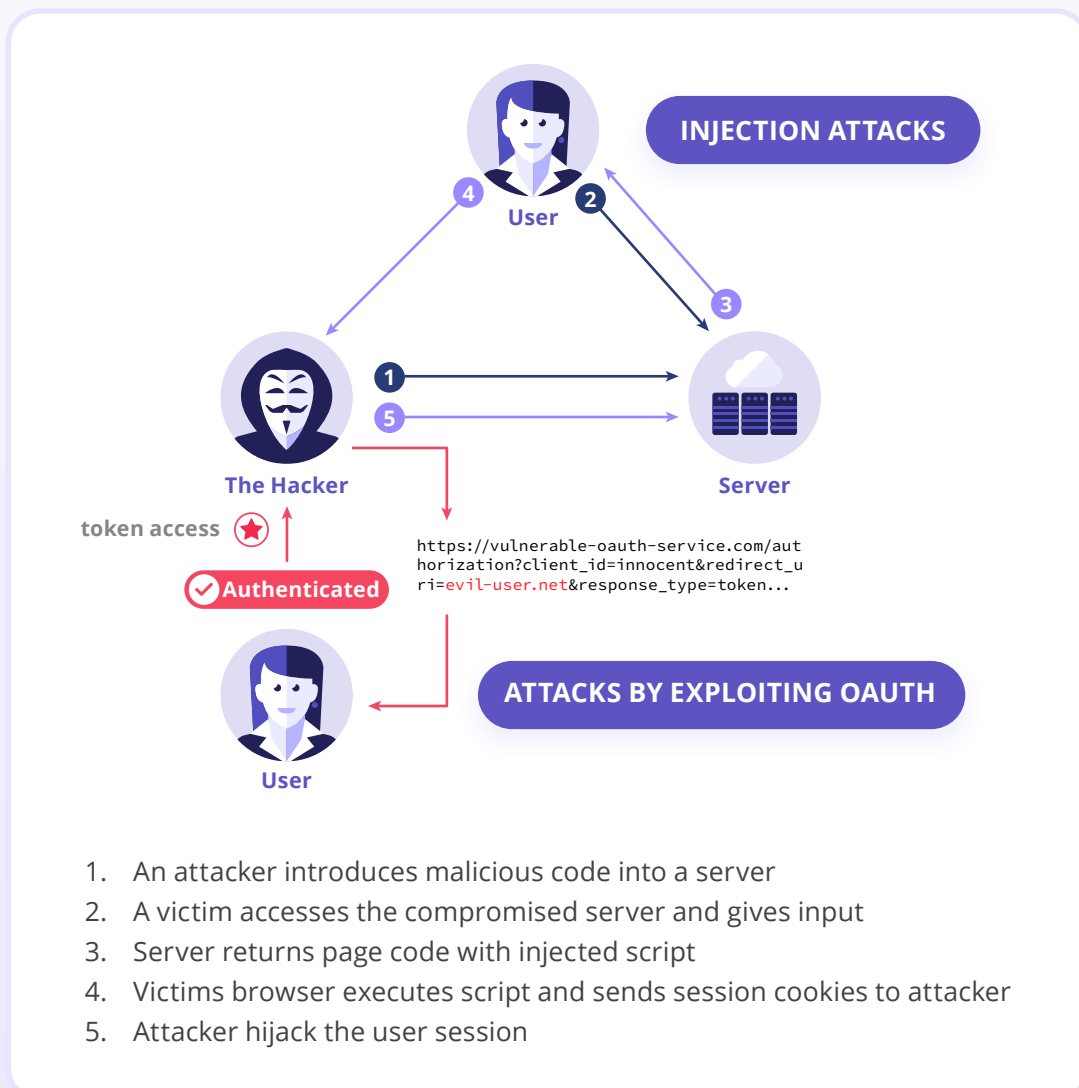 INJECTION ATTACKS
4
2
User
3
1
5
The Hacker
Server
token access
https://vulnerable-oauth-service.com/aut
horization?client_id=innocent&redirect_u
ri=evil-user.net&response_type=token...
Authenticated
ATTACKS BY EXPLOITING OAUTH
User
1. An attacker introduces malicious code into a server
2. A victim accesses the compromised server and gives input
3. Server returns page code with injected script
4. Victims browser executes script and sends session cookies to attacker
5. Attacker hijack the user session